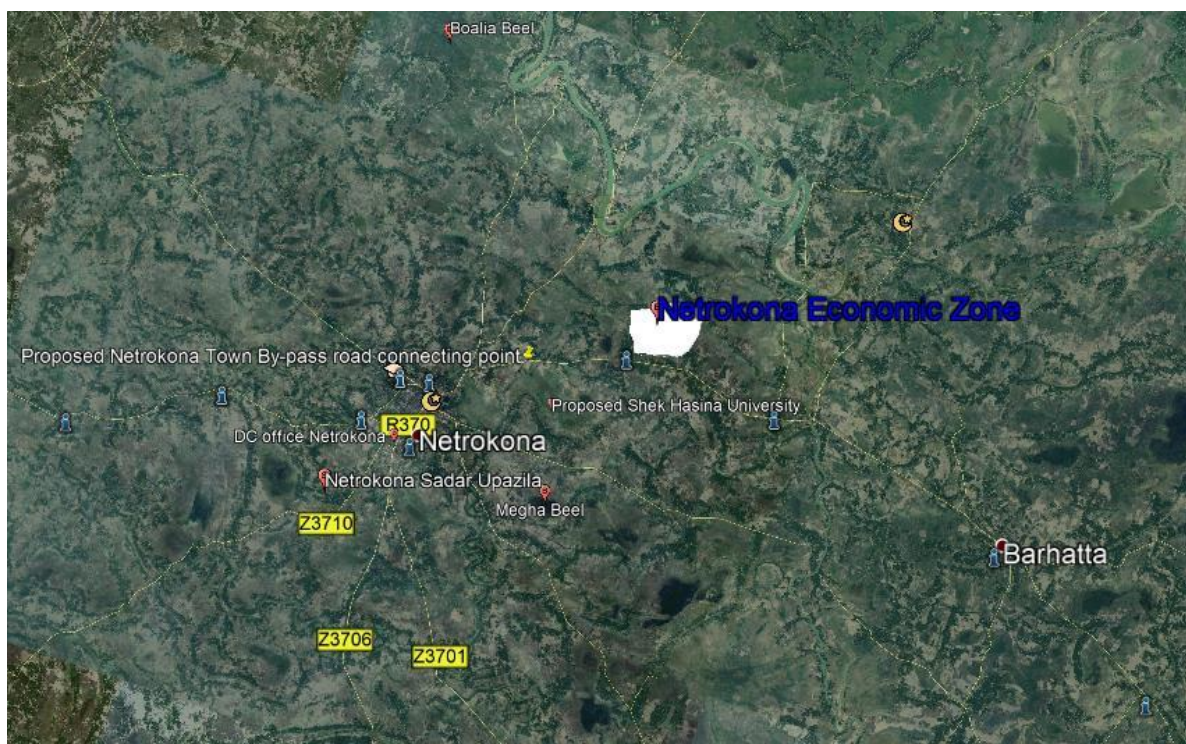 Boalia Beel
Netrokona Economic Zone
Proposed Netrokona Town By-pass road connecting point
Proposed Shek Hasina University
R370
DC office Netrokona
Netrokona
Netrokona Sadar Upazila
Megha Beel
Z3710
Barhatta
Z3706
Z3701